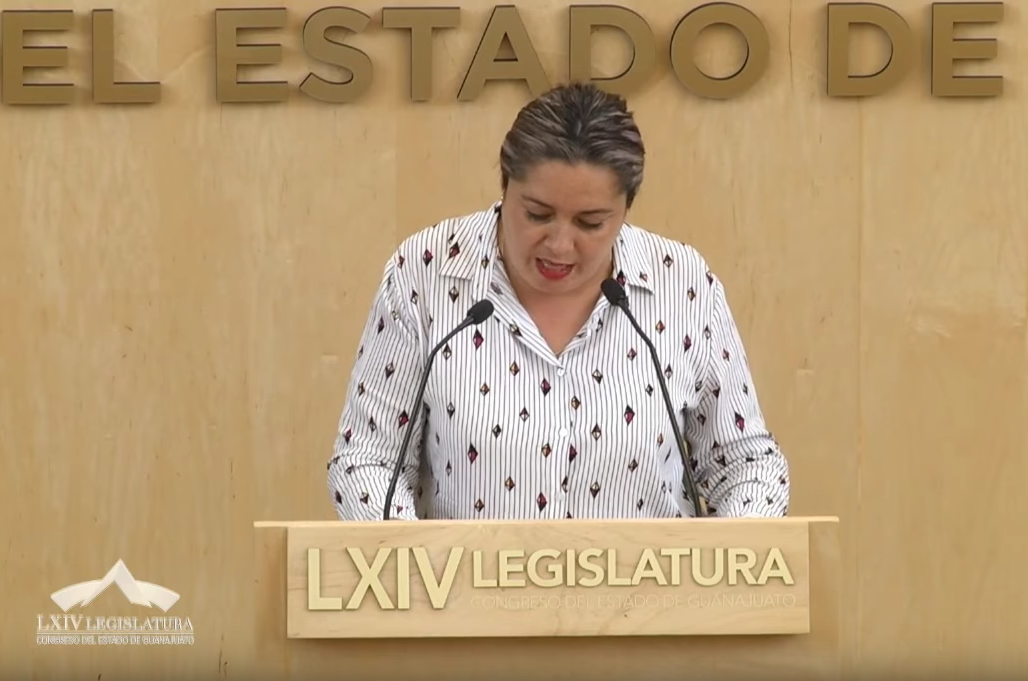 EL ESTADO DE
LXIV LEGISLATURA
CONGRESO DEL ESTADO DE GUANAJUATO
LXIV LEGISLATURA
CONGRESO DEL ESTADO DE GUANAJUATO